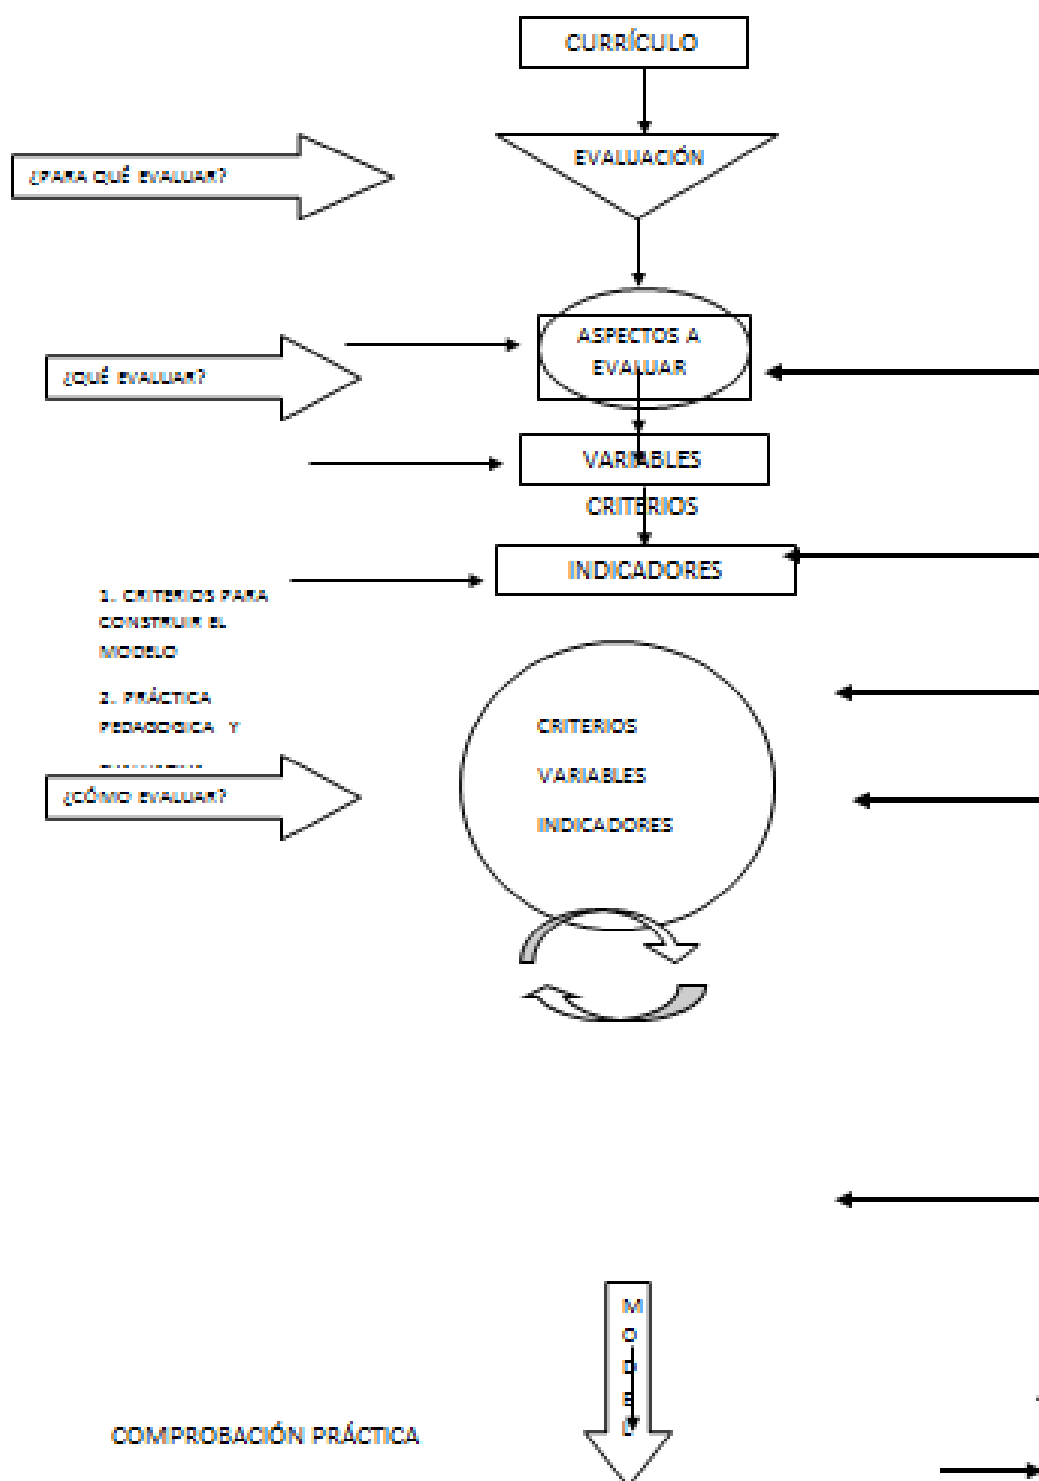 CURRÍCULO
EVALUACIÓN
¿PARA QUÉ EVALUAR?
ASPECTOS A
EVALUAR
¿QUÉ EVALUAR?
VARIABLES
CRITERIOS
INDICADORES
1. CRITERIOS PARA
CONSTRUIR EL
MODELO
2. PRÁCTICA
PEDAGOGICA Y
CRITERIOS
VARIABLES
INDICADORES
¿CÓMO EVALUAR?
M
O
D
E
L
COMPROBACIÓN PRÁCTICA